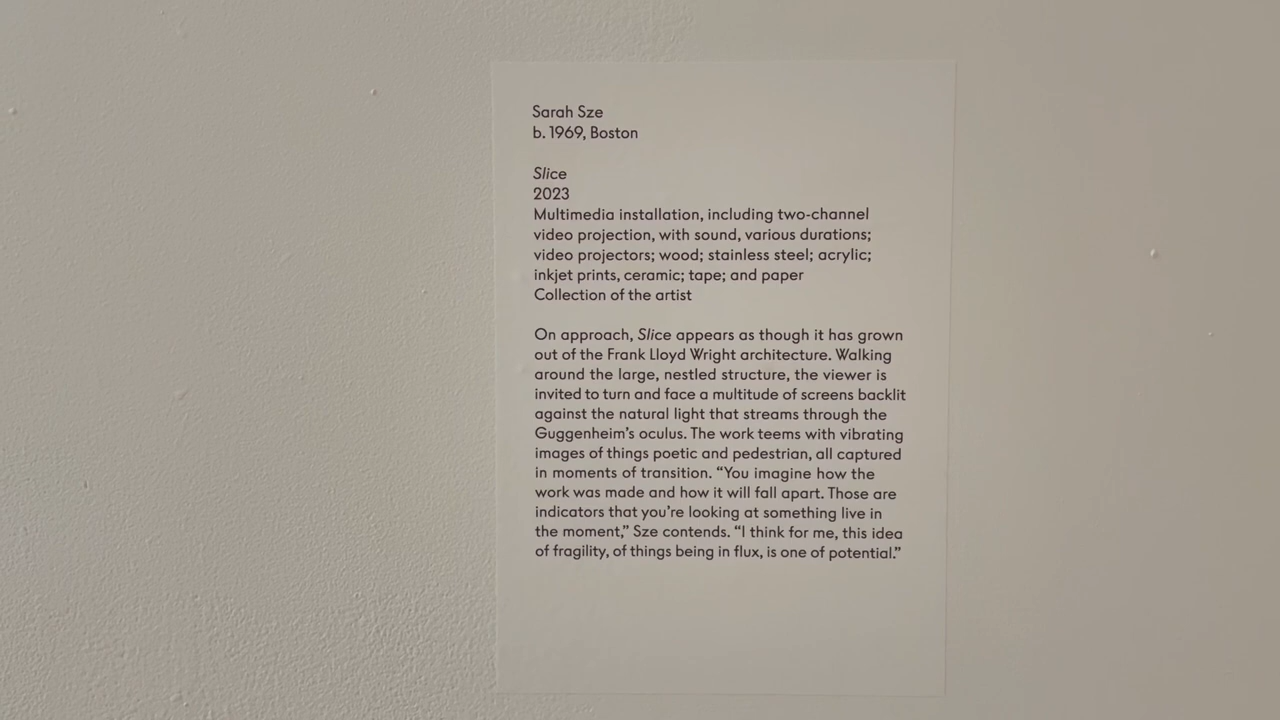 Sarah Sze
b. 1969, Boston
Slice
2023
Multimedia installation, including two-channel
video projection, with sound, various durations;
video projectors; wood; stainless steel; acrylic;
inkjet prints, ceramic; tape; and paper
Collection of the artist
On approach, Slice appears as though it has grown
out of the Frank Lloyd Wright architecture. Walking
around the large, nestled structure, the viewer is
invited to turn and face a multitude of screens backlit
against the natural light that streams through the
Guggenheim’s oculus. The work teems with vibrating
images of things poetic and pedestrian, all captured
in moments of transition. “You imagine how the
work was made and how it will fall apart. Those are
indicators that you’re looking at something live in
the moment,” Sze contends. “I think for me, this idea
of fragility, of things being in flux, is one of potential.”